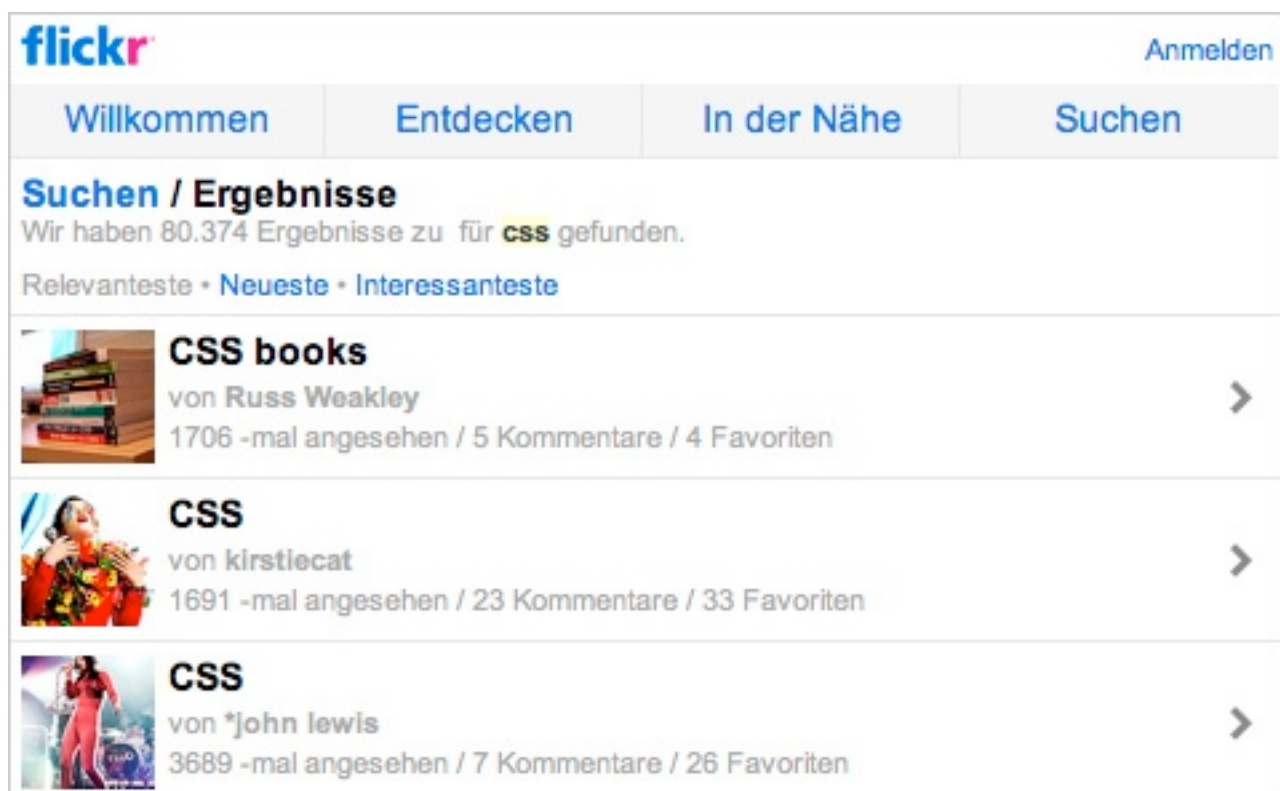 flickr
Anmelden
Willkommen Entdecken In der Nähe Suchen
Suchen / Ergebnisse
Wir haben 80.374 Ergebnisse zu für css gefunden.
Relevanteste • Neueste • Interessanteste
CSS books
von Russ Weakley
1706 -mal angesehen / 5 Kommentare / 4 Favoriten
CSS
von kirstiecat
1691 -mal angesehen / 23 Kommentare / 33 Favoriten
CSS
von *john lewis
3689 -mal angesehen / 7 Kommentare / 26 Favoriten